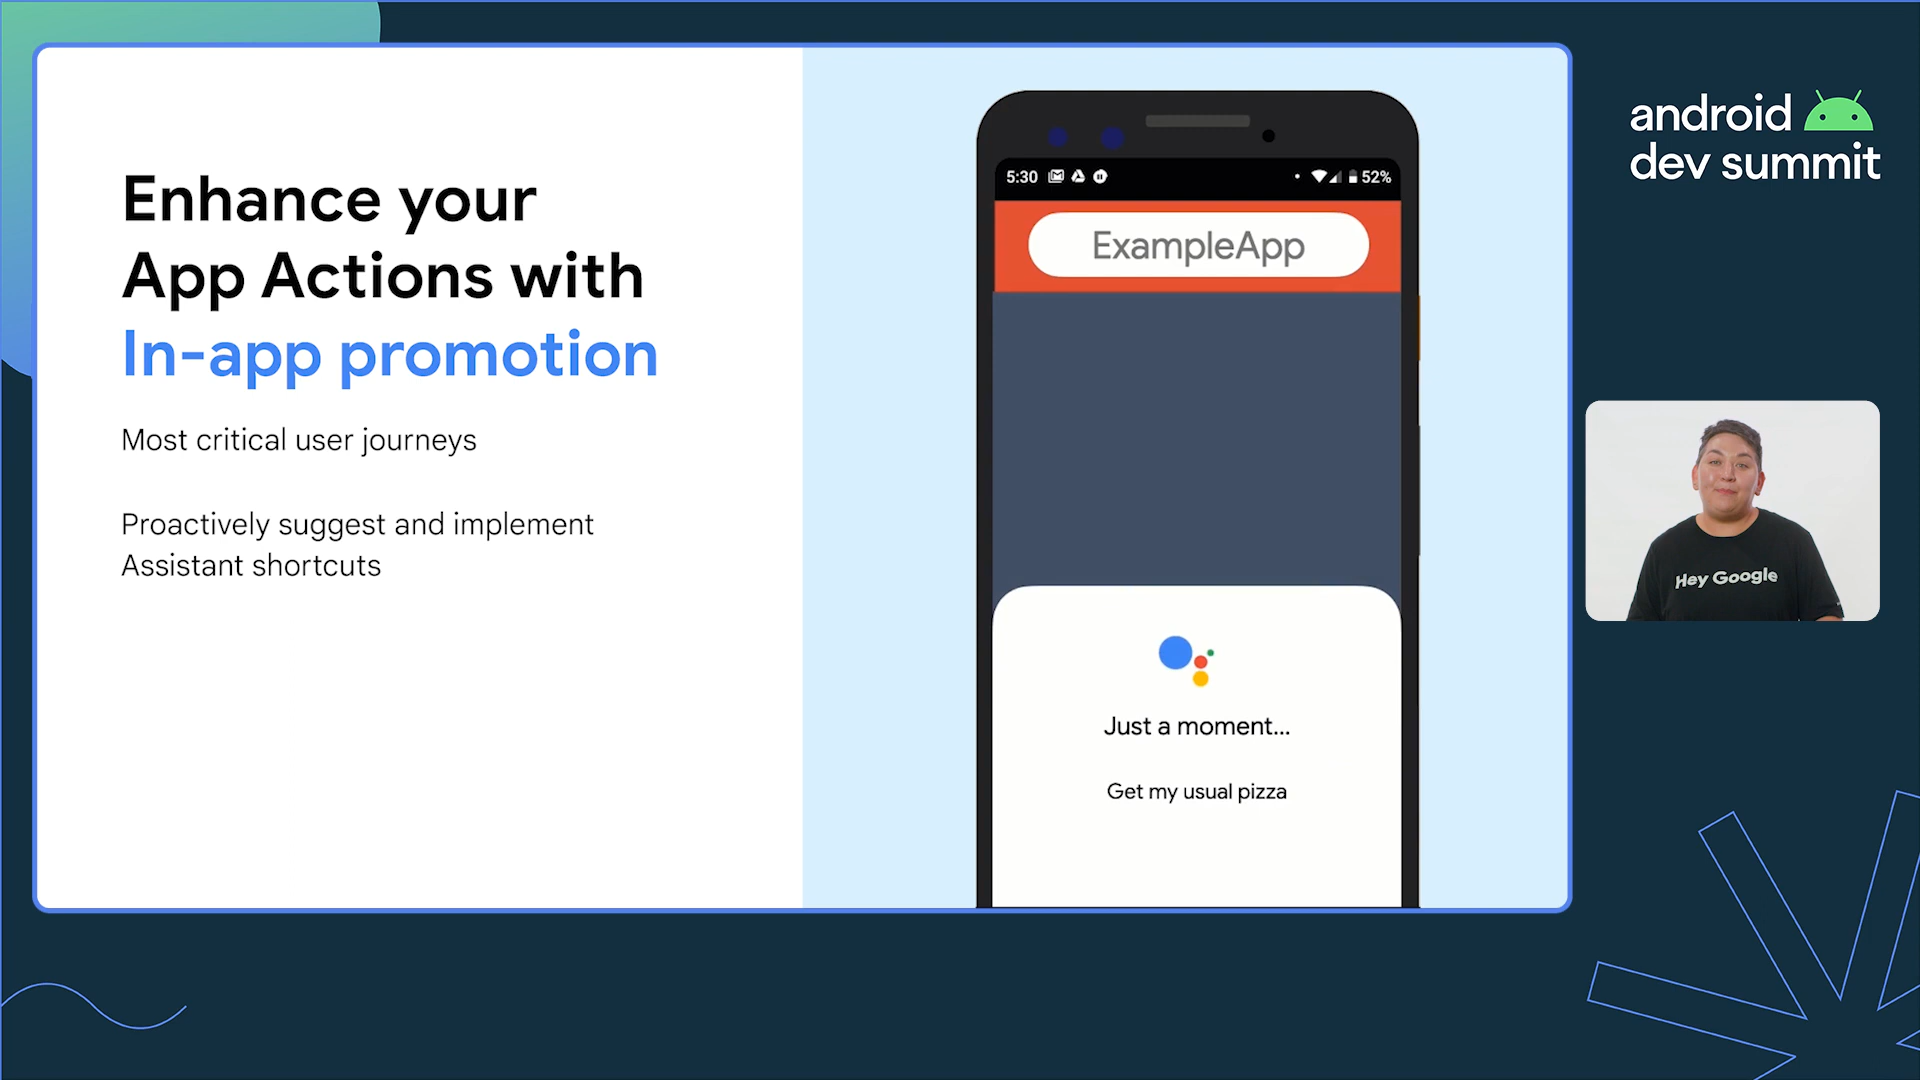 Enhance your
App Actions with
In-app promotion
Most critical user journeys
Proactively suggest and implement
Assistant shortcuts
5:30
52%
ExampleApp
Just a moment...
Get my usual pizza
android
dev summit
Hey Google